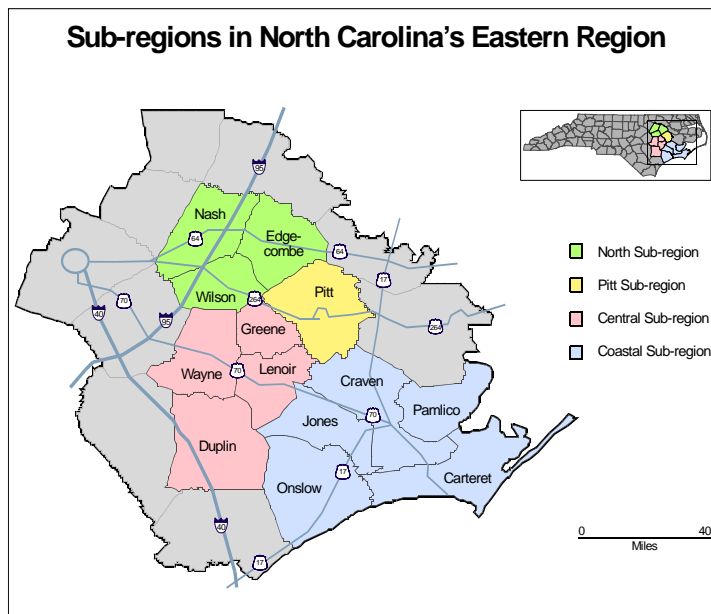 Sub-regions in North Carolina's Eastern Region
95
Nash
Edge-
combe
64
64
17
Wilson
264
Pitt
70
40
95
264
Greene
Wayne
70
Lenoir
Craven
Pamlico
Jones
70
Duplin
Onslow
17
Carteret
40
17
North Sub-region
Pitt Sub-region
Central Sub-region
Coastal Sub-region
0 40
Miles